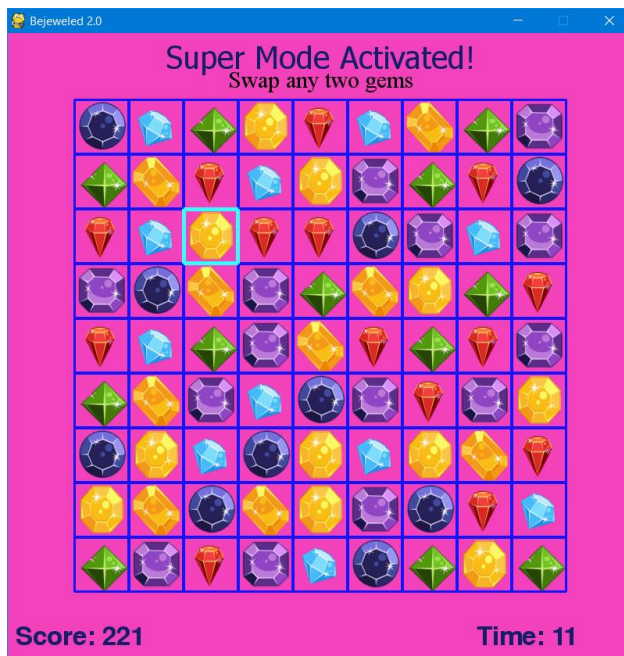 Bejeweled 2.0
Super Mode Activated!
Swap any two gems
Score: 221
Time: 11